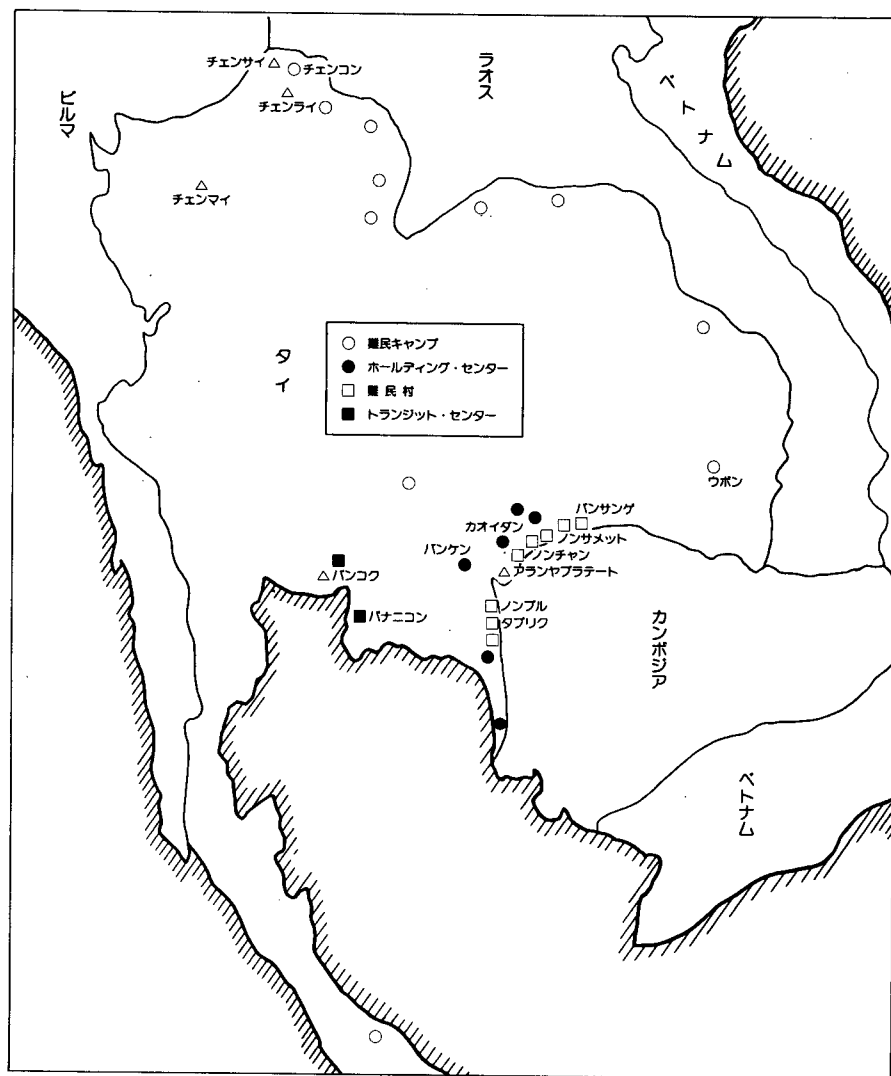 チェンサイ
チェンコン
ラオス
ビルマ
チェンライ
ベトナム
チェンマイ
タイ
難民キャンプ
ホールディング・センター
難民村
トランジット・センター
ウボン
バンサンゲ
カオイダン
ノンサメット
バンケン
ノンチャン
アランヤプラテート
バンコク
ノンプル
パナニコン
タプリク
カンボジア
ベトナム